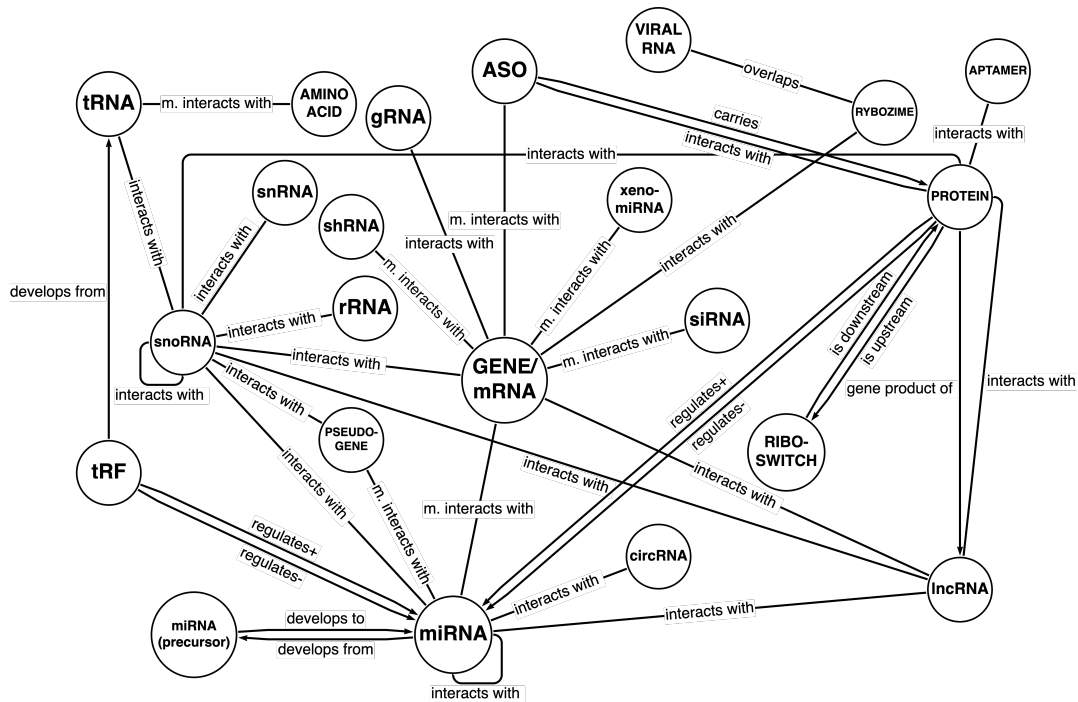 VIRAL
RNA
ASO
APTAMER
overlaps
tRNA
m. interacts with
AMINO
ACID
gRNA
RYBOZIME
carries
interacts with
interacts with
interacts with
snRNA
xeno-
miRNA
PROTEIN
interacts with
shRNA
m. interacts with
interacts with
interacts with
interacts with
m. interacts with
m. interacts with
develops from
rRNA
interacts with
siRNA
is downstream
is upstream
snoRNA
interacts with
GENE/
mRNA
m. interacts with
interacts with
interacts with
gene product of
interacts with
regulates+
regulates-
PSEUDO-
GENE
RIBO-
SWITCH
tRF
interacts with
interacts with
interacts with
m. interacts with
m. interacts with
regulates+
regulates-
circRNA
interacts with
lncRNA
interacts with
miRNA
(precursor)
develops to
develops from
miRNA
interacts with